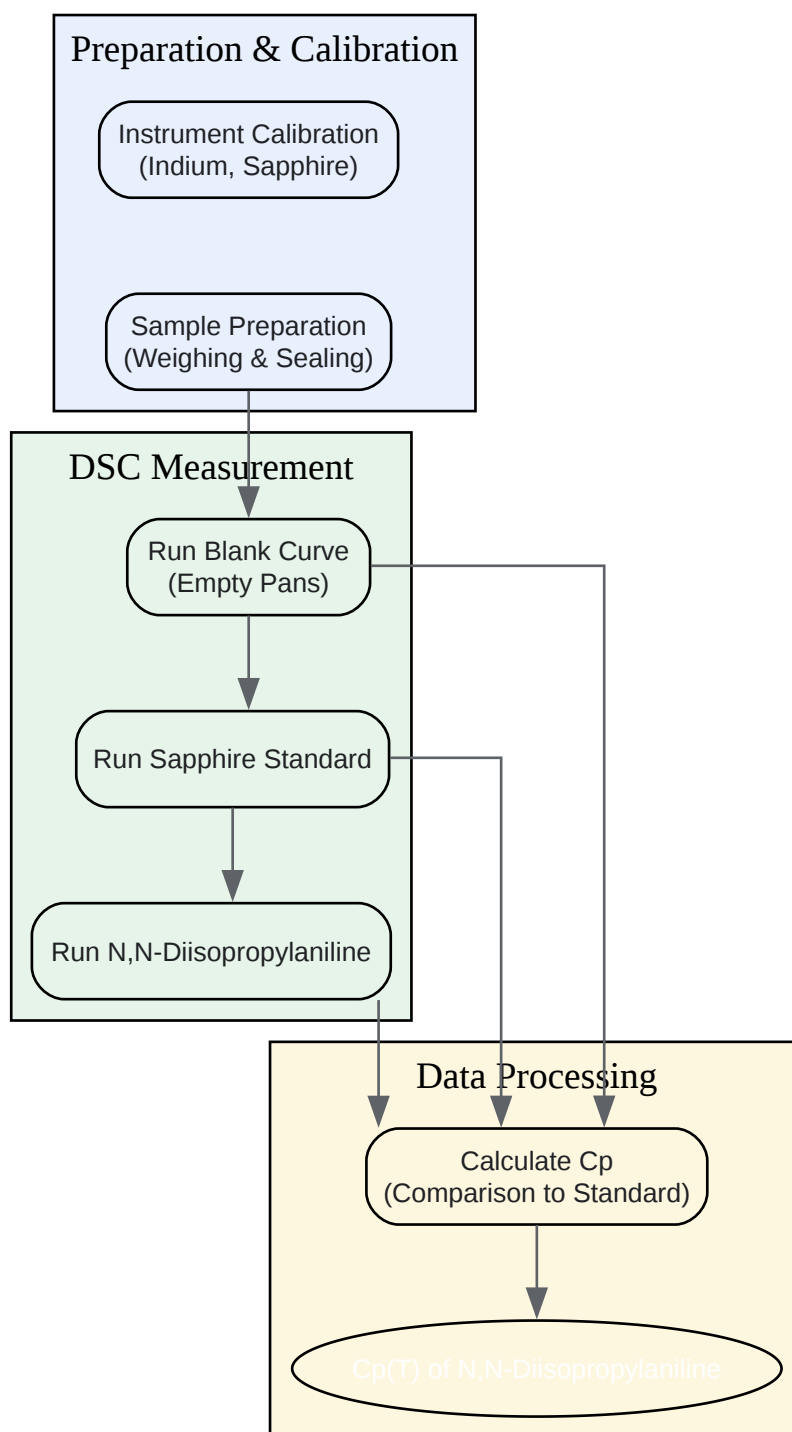 Preparation & Calibration
Instrument Calibration
(Indium, Sapphire)
Sample Preparation
(Weighing & Sealing)
DSC Measurement
Run Blank Curve
(Empty Pans)
Run Sapphire Standard
Run N,N-Diisopropylaniline
Data Processing
Calculate Cp
(Comparison to Standard)
Cp(T) of N,N-Diisopropylaniline